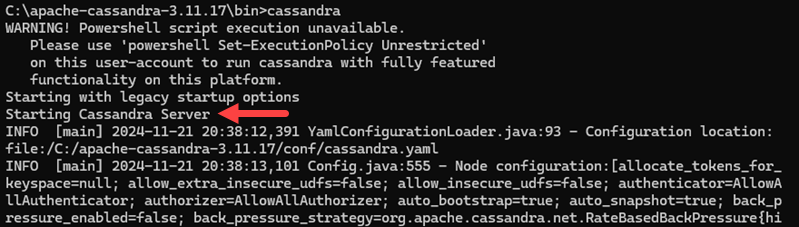 C:\apache-cassandra-3.11.17\bin>cassandra
WARNING! Powershell script execution unavailable.
   Please use 'powershell Set-ExecutionPolicy Unrestricted'
   on this user-account to run cassandra with fully featured
   functionality on this platform.
Starting with legacy startup options
Starting Cassandra Server
INFO  [main] 2024-11-21 20:38:12,391 YamlConfigurationLoader.java:93 - Configuration location:
file:/C:/apache-cassandra-3.11.17/conf/cassandra.yaml
INFO  [main] 2024-11-21 20:38:13,101 Config.java:555 - Node configuration:[allocate_tokens_for_
keyspace=null; allow_extra_insecure_udfs=false; allow_insecure_udfs=false; authenticator=AllowA
llAuthenticator; authorizer=AllowAllAuthorizer; auto_bootstrap=true; auto_snapshot=true; back_p
ressure_enabled=false; back_pressure_strategy=org.apache.cassandra.net.RateBasedBackPressure{hi